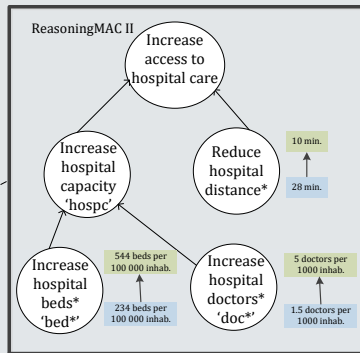 ReasoningMAC II
Increase
access to
hospital care
Increase
hospital
capacity
‘hospc’
Reduce
hospital
distance*
10 min.
28 min.
Increase
hospital
beds*
‘bed*’
544 beds per
100 000 inhab.
234 beds per
100 000 inhab.
Increase
hospital
doctors*
‘doc*’
5 doctors per
1000 inhab.
1.5 doctors per
1000 inhab.